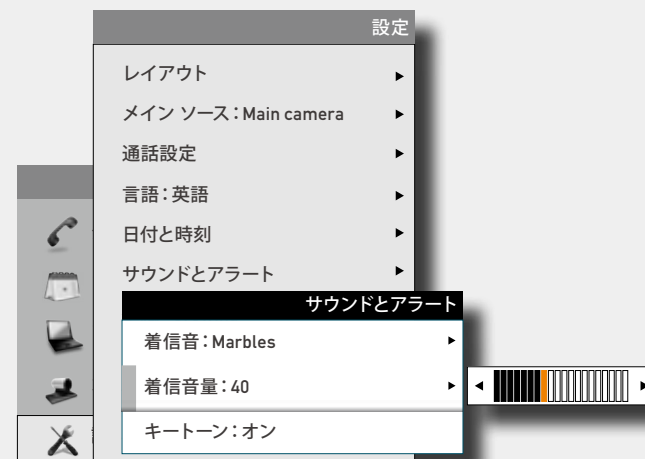 設定
レイアウト
メイン ソース：Main camera
通話設定
言語：英語
日付と時刻
サウンドとアラート
サウンドとアラート
着信音：Marbles
着信音量：40
キートーン：オン